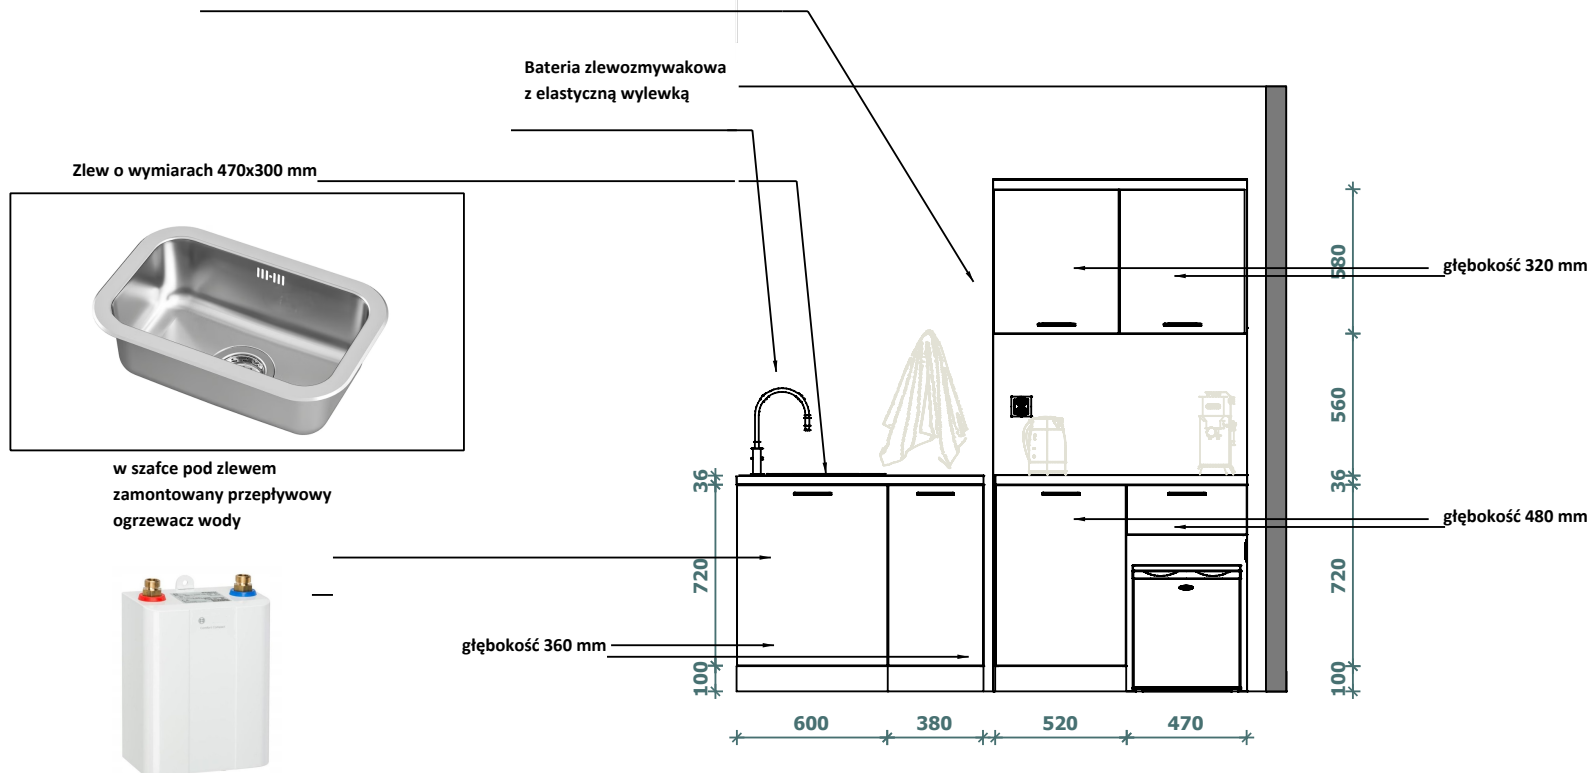 Bateria zlewozmywakowa
z elastyczną wylewką
Zlew o wymiarach 470x300 mm
w szafce pod zlewem
zamontowany przepływowy
ogrzewacz wody
głębokość 360 mm
głębokość 320 mm
głębokość 480 mm
36
720
100
580
560
36
720
100
600
380
520
470